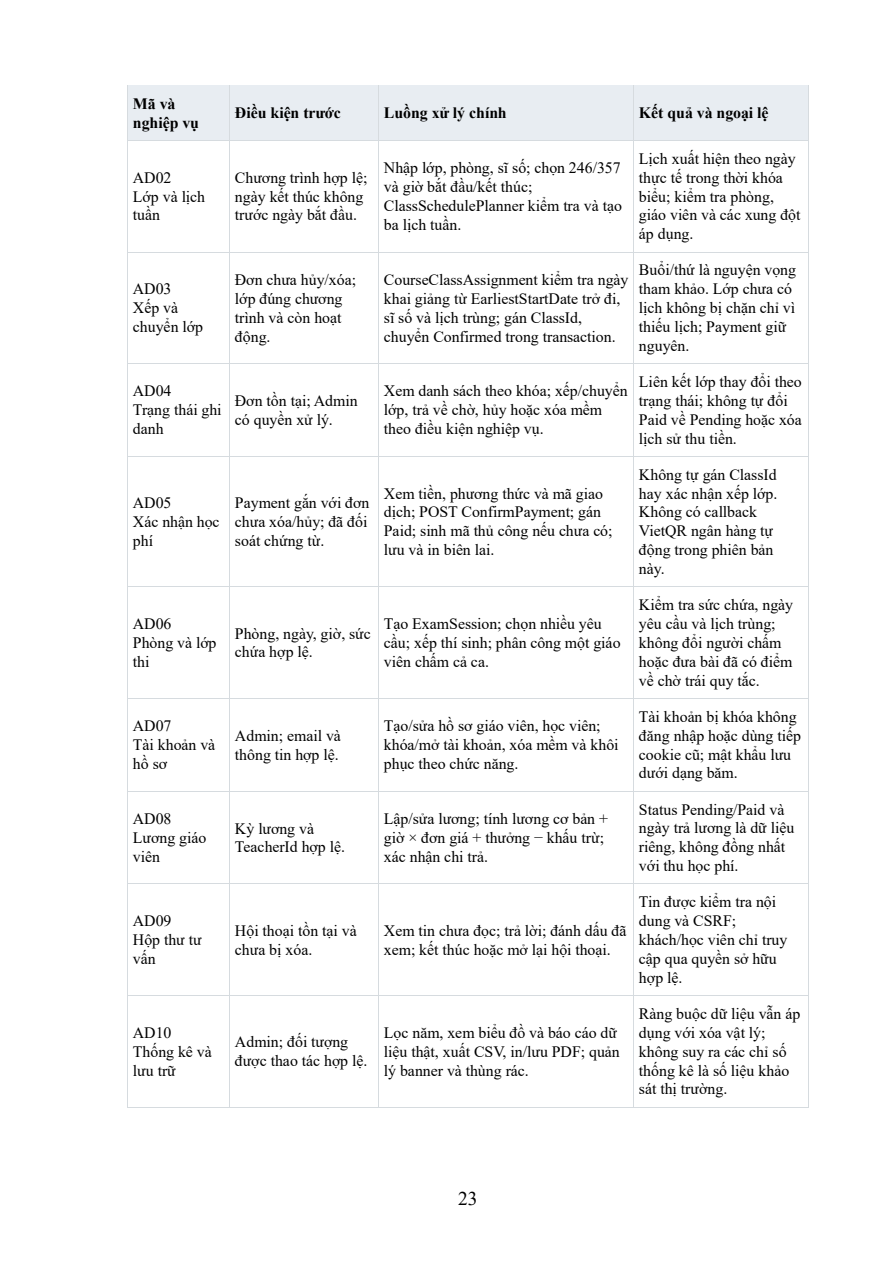 Mã và
nghiệp vụ
Điều kiện trước
Luồng xử lý chính
Kết quả và ngoại lệ
AD02
Lớp và lịch
tuần
Chương trình hợp lệ;
ngày kết thúc không
trước ngày bắt đầu.
Nhập lớp, phòng, sĩ số; chọn 246/357
và giờ bắt đầu/kết thúc;
ClassSchedulePlanner kiểm tra và tạo
ba lịch tuần.
Lịch xuất hiện theo ngày
thực tế trong thời khóa
biểu; kiểm tra phòng,
giáo viên và các xung đột
áp dụng.
AD03
Xếp và
chuyển lớp
Đơn chưa hủy/xóa;
lớp đúng chương
trình và còn hoạt
động.
CourseClassAssignment kiểm tra ngày
khai giảng từ EarliestStartDate trở đi,
sĩ số và lịch trùng; gán ClassId,
chuyển Confirmed trong transaction.
Buổi/thứ là nguyện vọng
tham khảo. Lớp chưa có
lịch không bị chặn chỉ vì
thiếu lịch; Payment giữ
nguyên.
AD04
Trạng thái ghi
danh
Đơn tồn tại; Admin
có quyền xử lý.
Xem danh sách theo khóa; xếp/chuyển
lớp, trả về chờ, hủy hoặc xóa mềm
theo điều kiện nghiệp vụ.
Liên kết lớp thay đổi theo
trạng thái; không tự đổi
Paid về Pending hoặc xóa
lịch sử thu tiền.
AD05
Xác nhận học
phí
Payment gắn với đơn
chưa xóa/hủy; đã đối
soát chứng từ.
Xem tiền, phương thức và mã giao
dịch; POST ConfirmPayment; gán
Paid; sinh mã thủ công nếu chưa có;
lưu và in biên lai.
Không tự gán ClassId
hay xác nhận xếp lớp.
Không có callback
VietQR ngân hàng tự
động trong phiên bản
này.
AD06
Phòng và lớp
thi
Phòng, ngày, giờ, sức
chứa hợp lệ.
Tạo ExamSession; chọn nhiều yêu
cầu; xếp thí sinh; phân công một giáo
viên chấm cả ca.
Kiểm tra sức chứa, ngày
yêu cầu và lịch trùng;
không đổi người chấm
hoặc đưa bài đã có điểm
về chờ trái quy tắc.
AD07
Tài khoản và
hồ sơ
Admin; email và
thông tin hợp lệ.
Tạo/sửa hồ sơ giáo viên, học viên;
khóa/mở tài khoản, xóa mềm và khôi
phục theo chức năng.
Tài khoản bị khóa không
đăng nhập hoặc dùng tiếp
cookie cũ; mật khẩu lưu
dưới dạng băm.
AD08
Lương giáo
viên
Kỳ lương và
TeacherId hợp lệ.
Lập/sửa lương; tính lương cơ bản +
giờ × đơn giá + thưởng − khấu trừ;
xác nhận chi trả.
Status Pending/Paid và
ngày trả lương là dữ liệu
riêng, không đồng nhất
với thu học phí.
AD09
Hộp thư tư
vấn
Hội thoại tồn tại và
chưa bị xóa.
Xem tin chưa đọc; trả lời; đánh dấu đã
xem; kết thúc hoặc mở lại hội thoại.
Tin được kiểm tra nội
dung và CSRF;
khách/học viên chỉ truy
cập qua quyền sở hữu
hợp lệ.
AD10
Thống kê và
lưu trữ
Admin; đối tượng
được thao tác hợp lệ.
Lọc năm, xem biểu đồ và báo cáo dữ
liệu thật, xuất CSV, in/lưu PDF; quản
lý banner và thùng rác.
Ràng buộc dữ liệu vẫn áp
dụng với xóa vật lý;
không suy ra các chỉ số
thống kê là số liệu khảo
sát thị trường.
23